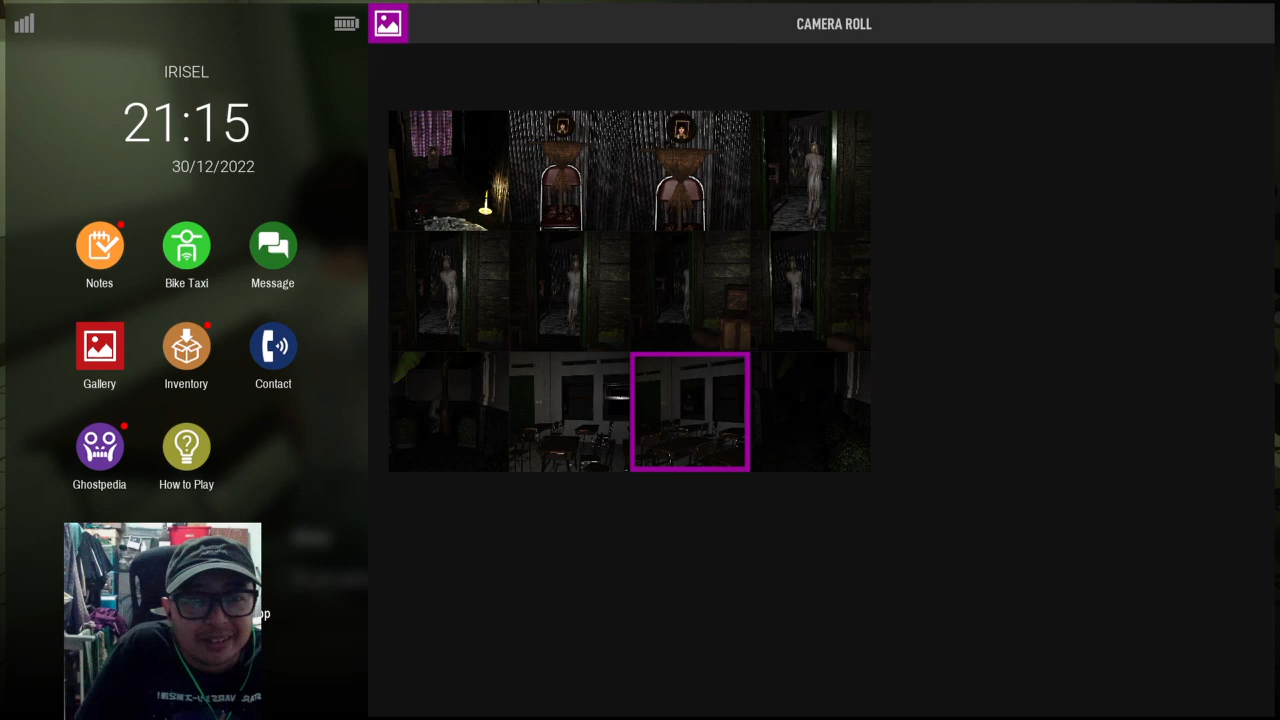 CAMERA ROLL
IRISEL
21:15
30/12/2022
Notes
Bike Taxi
Message
Gallery
Inventory
Contact
Ghostpedia
How to Play
pp